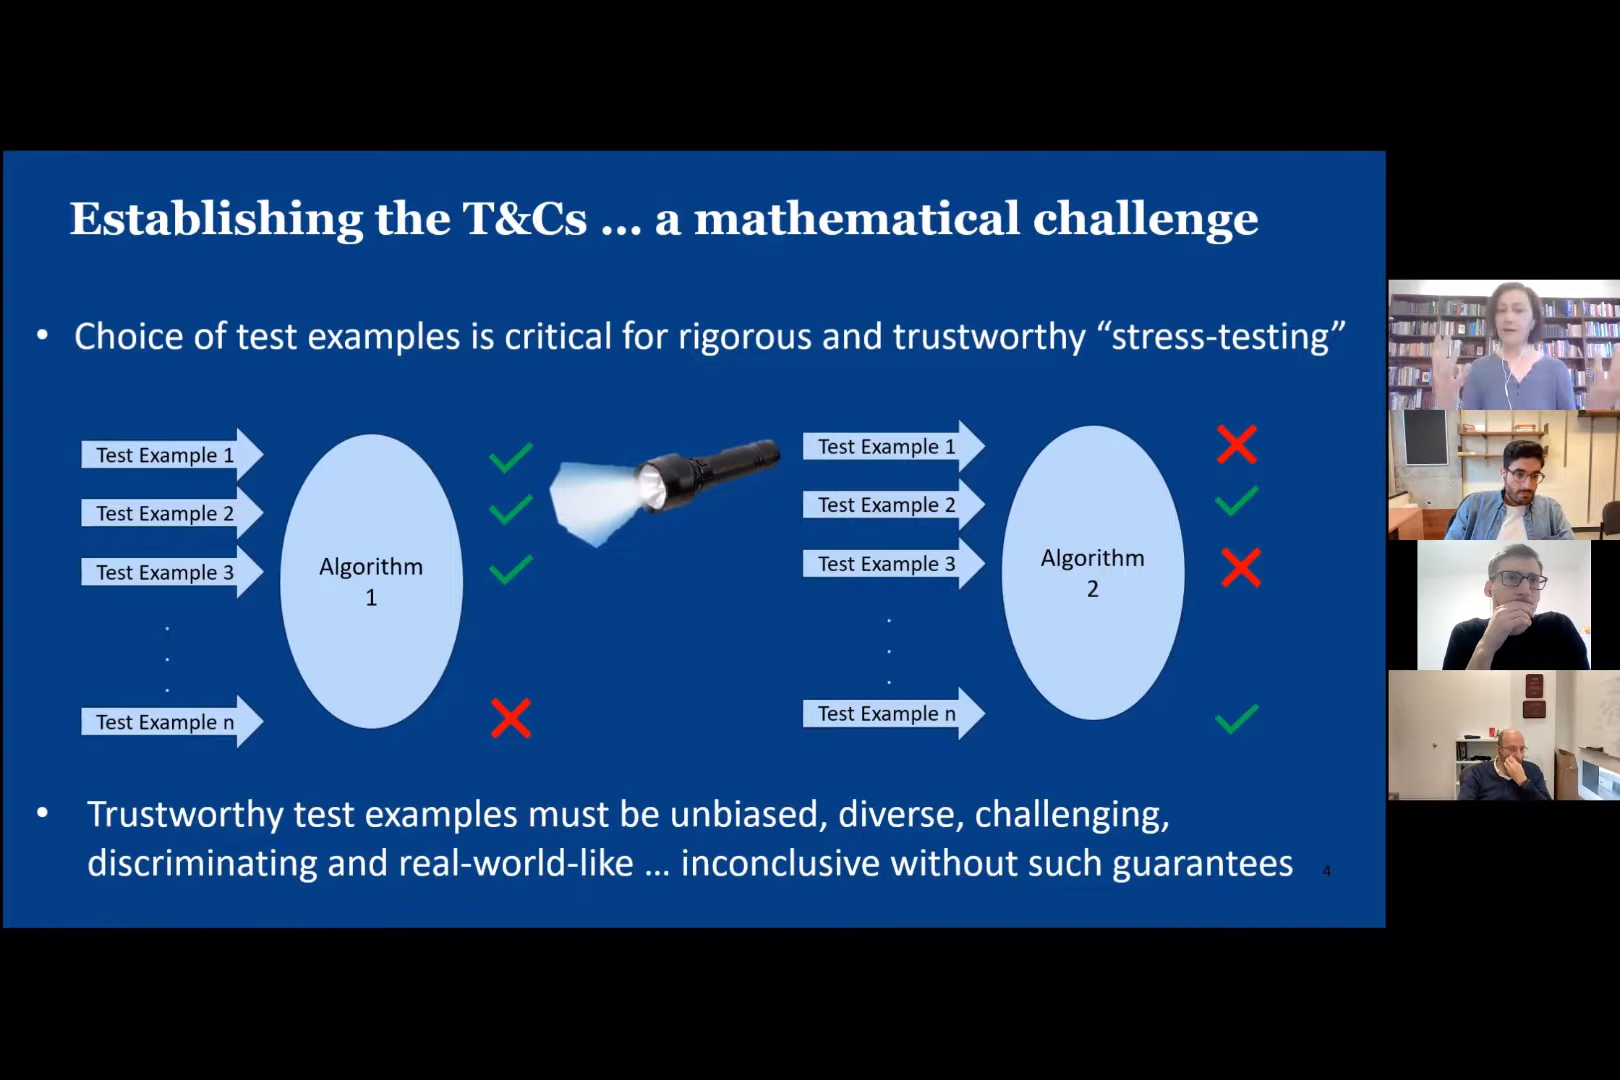 Establishing the T&Cs ... a mathematical challenge
• Choice of test examples is critical for rigorous and trustworthy “stress-testing”
Test Example 1
Test Example 2
Test Example 3
.
.
.
Test Example n
Algorithm
1
Test Example 1
Test Example 2
Test Example 3
.
.
.
Test Example n
Algorithm
2
• Trustworthy test examples must be unbiased, diverse, challenging,
discriminating and real-world-like ... inconclusive without such guarantees
4